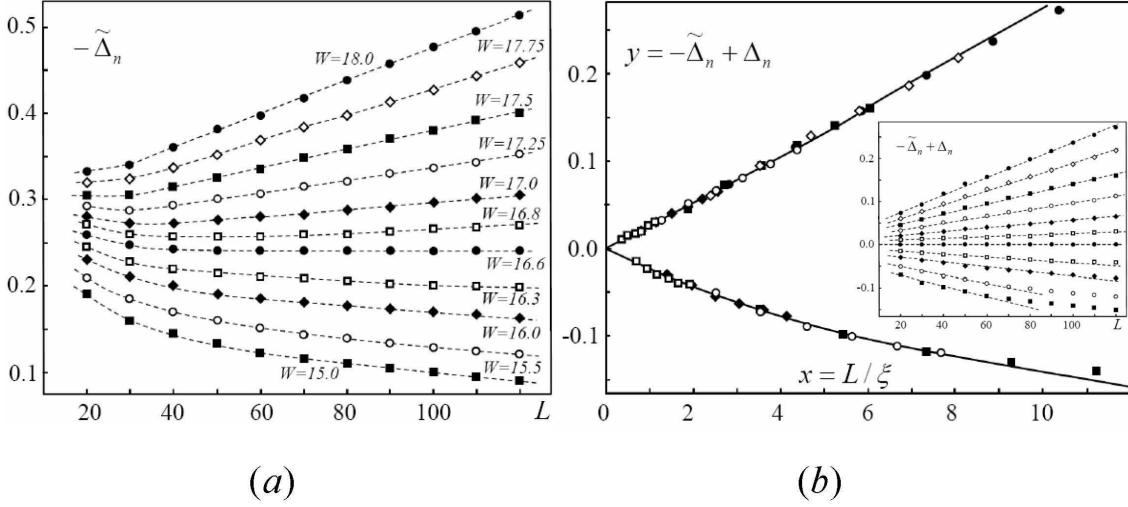 0.5
0.4
0.3
0.2
0.1
−Δ̃ₙ
W=18.0
W=17.75
W=17.5
W=17.25
W=17.0
W=16.8
W=16.6
W=16.3
W=16.0
W=15.5
W=15.0
20 40 60 80 100 L
(a)
0.2
0.1
0.0
-0.1
y = −Δ̃ₙ + Δₙ
x = L / ξ
0 2 4 6 8 10
−Δ̃ₙ + Δₙ
0.2
0.1
0.0
-0.1
20 40 60 80 100 L
(b)